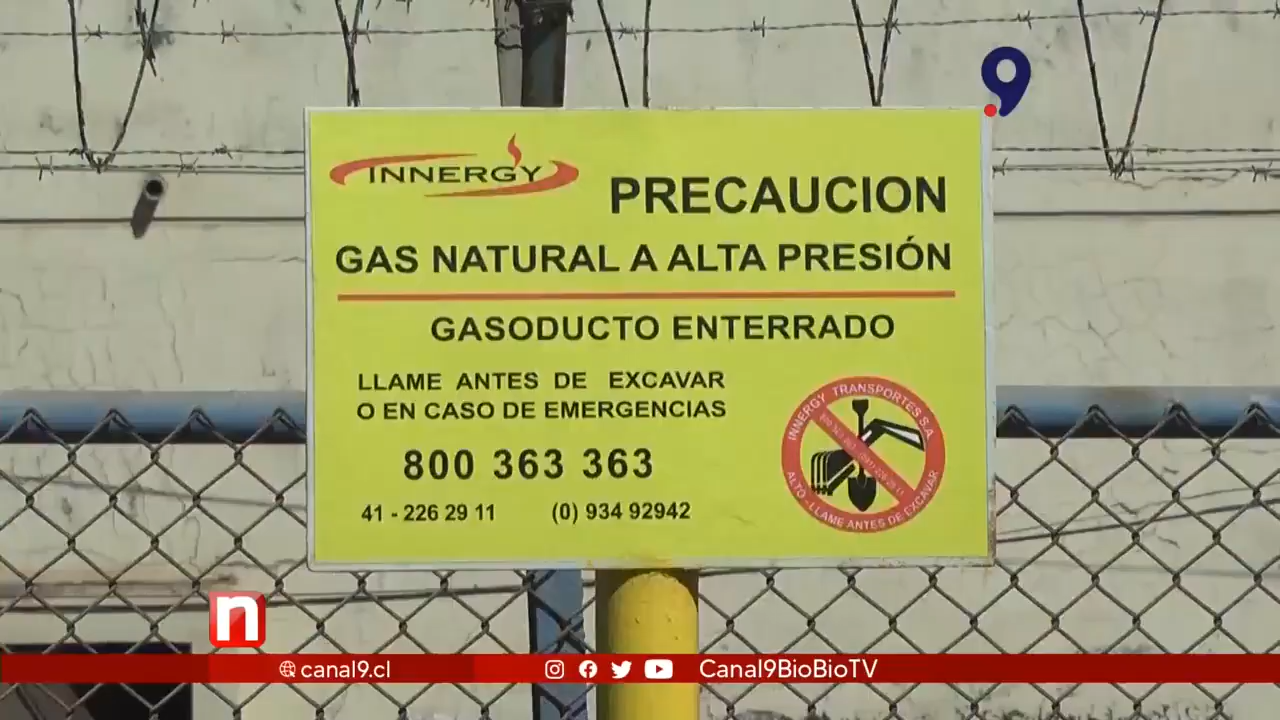 9
INNERGY
PRECAUCION
GAS NATURAL A ALTA PRESIÓN
GASODUCTO ENTERRADO
LLAME ANTES DE EXCAVAR
O EN CASO DE EMERGENCIAS
800 363 363
41 - 226 29 11 (0) 934 92942
INNERGY TRANSPORTES S.A.
ALTO - LLAME ANTES DE EXCAVAR
n
canal9.cl
Canal9BioBioTV